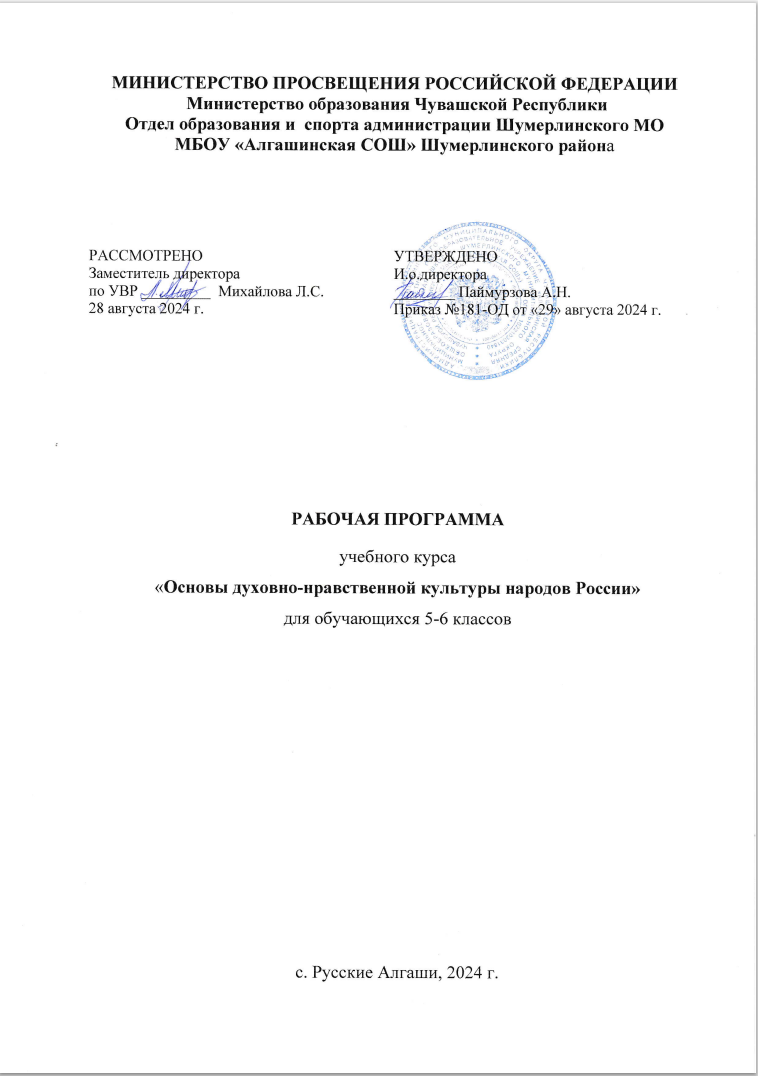 МИНИСТЕРСТВО ПРОСВЕЩЕНИЯ РОССИЙСКОЙ ФЕДЕРАЦИИ
Министерство образования Чувашской Республики
Отдел образования и спорта администрации Шумерлинского МО
МБОУ «Алгашинская СОШ» Шумерлинского района
РАССМОТРЕНО
Заместитель директора
по УВР __________ Михайлова Л.С.
28 августа 2024 г.
УТВЕРЖДЕНО
И.о.директора
________ Паймурзова А.Н.
Приказ №181-ОД от «29» августа 2024 г.
РАБОЧАЯ ПРОГРАММА
учебного курса
«Основы духовно-нравственной культуры народов России»
для обучающихся 5-6 классов
с. Русские Алгаши, 2024 г.